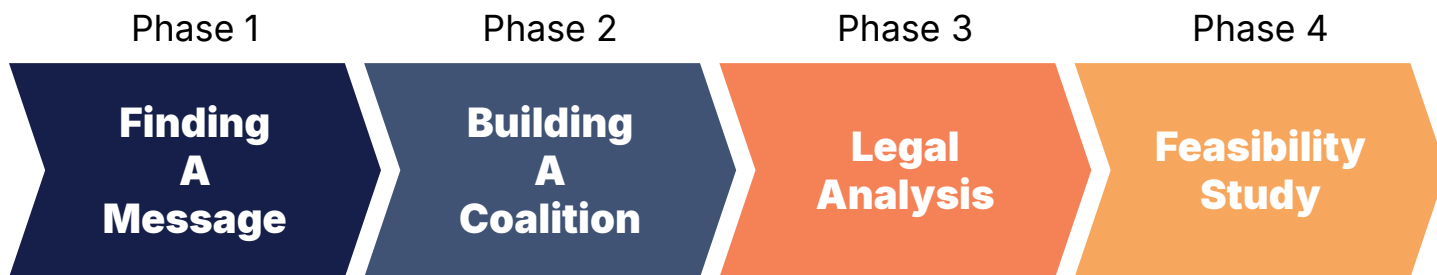 Phase 1
Finding
A
Message
Phase 2
Building
A
Coalition
Phase 3
Legal
Analysis
Phase 4
Feasibility
Study